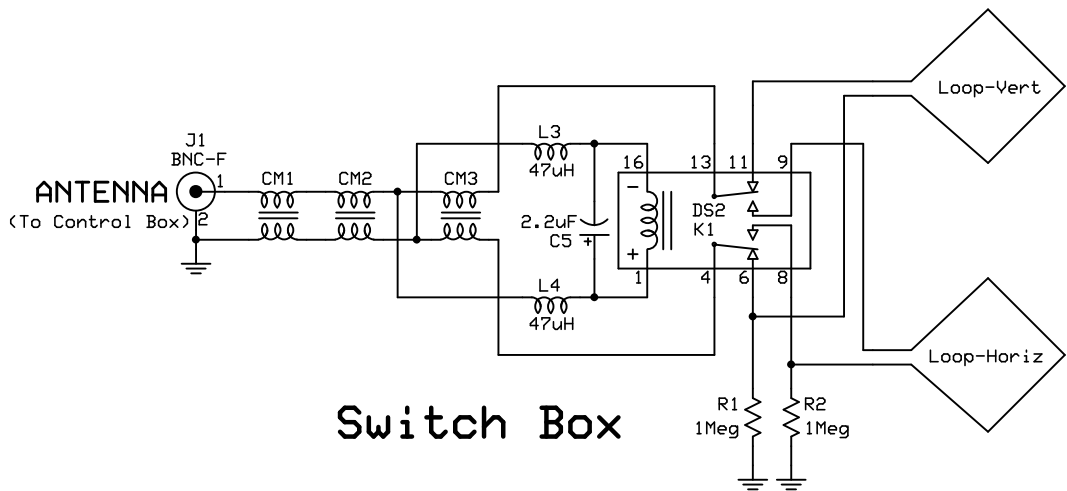 Loop-Vert
J1
BNC-F
L3
47uH
16
13
11
9
CM1
CM2
CM3
1
ANTENNA
(To Control Box)
2
−
DS2
K1
2.2uF
C5
+
+
1
4
6
8
L4
47uH
Loop-Horiz
R1
1Meg
R2
1Meg
Switch Box